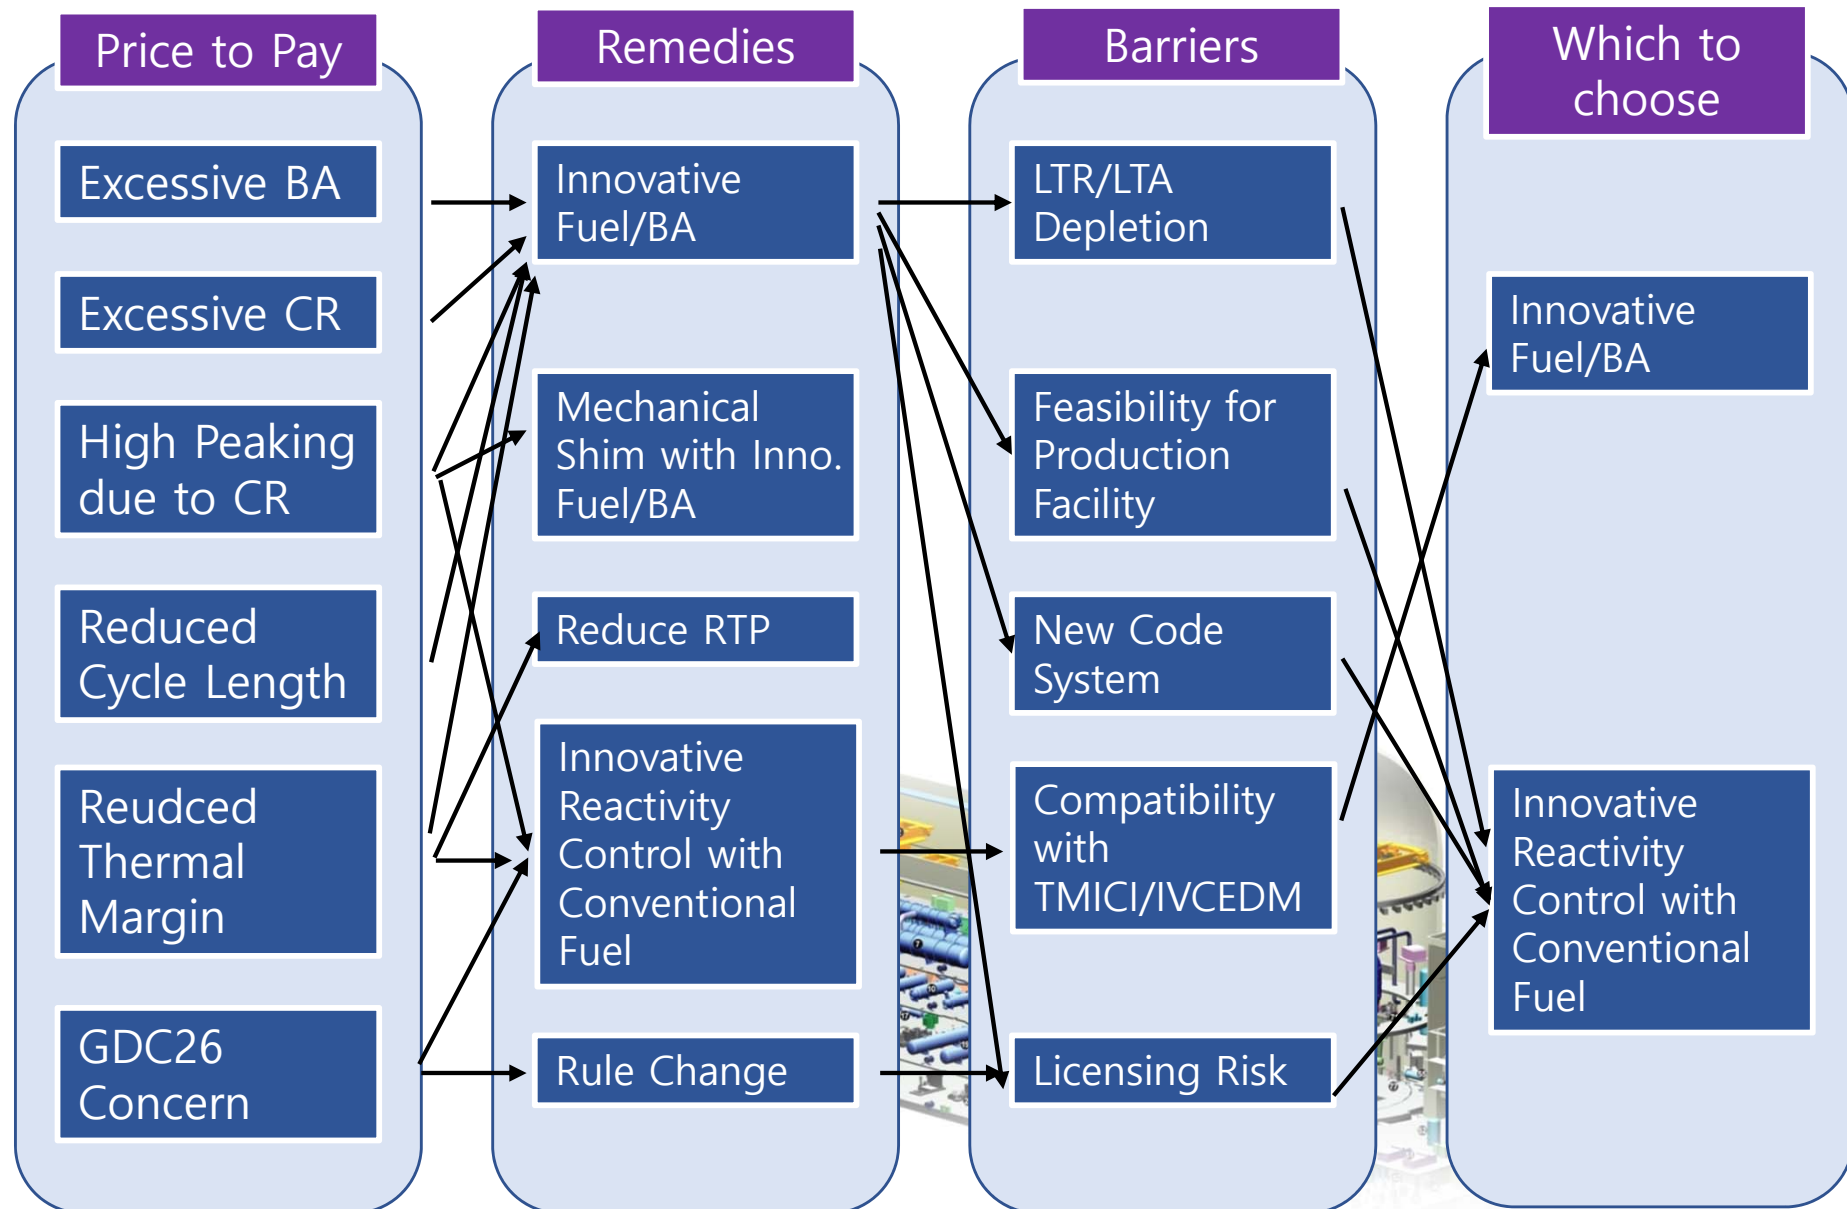 Price to Pay
Excessive BA
Excessive CR
High Peaking
due to CR
Reduced
Cycle Length
Reudced
Thermal
Margin
GDC26
Concern
Remedies
Innovative
Fuel/BA
Mechanical
Shim with Inno.
Fuel/BA
Reduce RTP
Innovative
Reactivity
Control with
Conventional
Fuel
Rule Change
Barriers
LTR/LTA
Depletion
Feasibility for
Production
Facility
New Code
System
Compatibility
with
TMICI/IVCEDM
Licensing Risk
Which to
choose
Innovative
Fuel/BA
Innovative
Reactivity
Control with
Conventional
Fuel